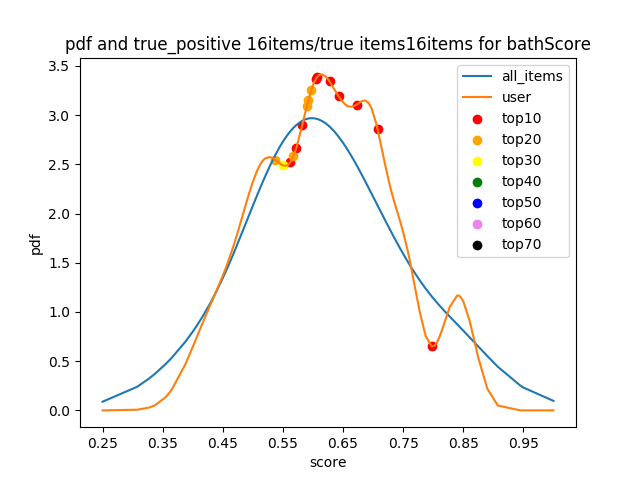 pdf and true_positive 16items/true items16items for bathScore
3.5
3.0
2.5
2.0
1.5
1.0
0.5
0.0
pdf
all_items
user
top10
top20
top30
top40
top50
top60
top70
0.25 0.35 0.45 0.55 0.65 0.75 0.85 0.95
score